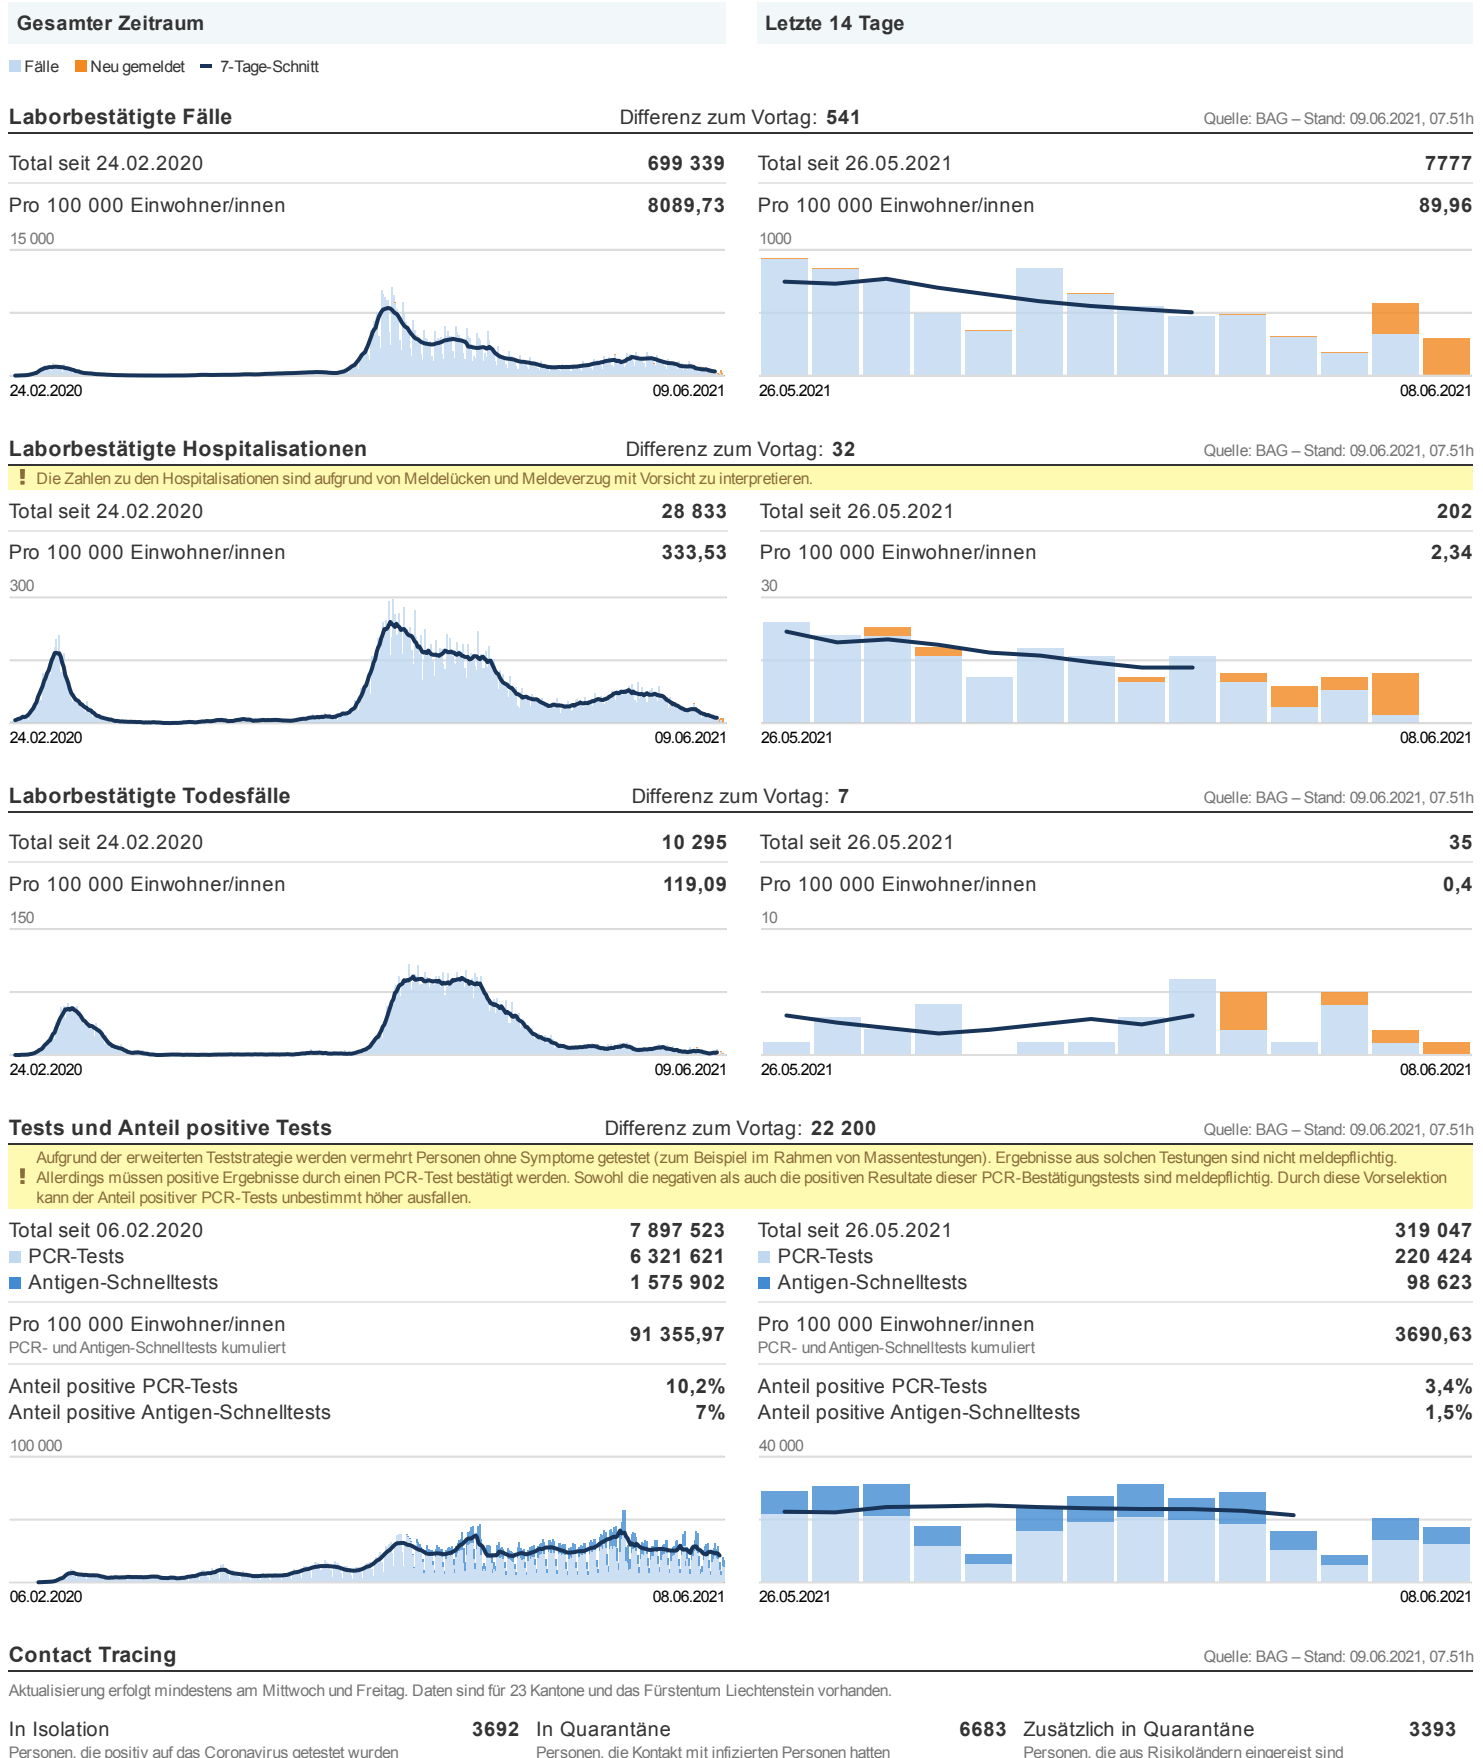 Gesamter Zeitraum
Letzte 14 Tage
Fälle Neu gemeldet 7-Tage-Schnitt
Laborbestätigte Fälle Differenz zum Vortag: 541 Quelle: BAG – Stand: 09.06.2021, 07.51h
Total seit 24.02.2020 699 339
Pro 100 000 Einwohner/innen 8089,73
15 000
24.02.2020 09.06.2021
Total seit 26.05.2021 7777
Pro 100 000 Einwohner/innen 89,96
1000
26.05.2021 08.06.2021
Laborbestätigte Hospitalisationen Differenz zum Vortag: 32 Quelle: BAG – Stand: 09.06.2021, 07.51h
! Die Zahlen zu den Hospitalisationen sind aufgrund von Meldelücken und Meldeverzug mit Vorsicht zu interpretieren.
Total seit 24.02.2020 28 833
Pro 100 000 Einwohner/innen 333,53
300
24.02.2020 09.06.2021
Total seit 26.05.2021 202
Pro 100 000 Einwohner/innen 2,34
30
26.05.2021 08.06.2021
Laborbestätigte Todesfälle Differenz zum Vortag: 7 Quelle: BAG – Stand: 09.06.2021, 07.51h
Total seit 24.02.2020 10 295
Pro 100 000 Einwohner/innen 119,09
150
24.02.2020 09.06.2021
Total seit 26.05.2021 35
Pro 100 000 Einwohner/innen 0,4
10
26.05.2021 08.06.2021
Tests und Anteil positive Tests Differenz zum Vortag: 22 200 Quelle: BAG – Stand: 09.06.2021, 07.51h
Aufgrund der erweiterten Teststrategie werden vermehrt Personen ohne Symptome getestet (zum Beispiel im Rahmen von Massentestungen). Ergebnisse aus solchen Testungen sind nicht meldepflichtig.
! Allerdings müssen positive Ergebnisse durch einen PCR-Test bestätigt werden. Sowohl die negativen als auch die positiven Resultate dieser PCR-Bestätigungstests sind meldepflichtig. Durch diese Vorselektion
kann der Anteil positiver PCR-Tests unbestimmt höher ausfallen.
Total seit 06.02.2020 7 897 523
PCR-Tests 6 321 621
Antigen-Schnelltests 1 575 902
Pro 100 000 Einwohner/innen 91 355,97
PCR- und Antigen-Schnelltests kumuliert
Anteil positive PCR-Tests 10,2%
Anteil positive Antigen-Schnelltests 7%
100 000
06.02.2020 08.06.2021
Total seit 26.05.2021 319 047
PCR-Tests 220 424
Antigen-Schnelltests 98 623
Pro 100 000 Einwohner/innen 3690,63
PCR- und Antigen-Schnelltests kumuliert
Anteil positive PCR-Tests 3,4%
Anteil positive Antigen-Schnelltests 1,5%
40 000
26.05.2021 08.06.2021
Contact Tracing Quelle: BAG – Stand: 09.06.2021, 07.51h
Aktualisierung erfolgt mindestens am Mittwoch und Freitag. Daten sind für 23 Kantone und das Fürstentum Liechtenstein vorhanden.
In Isolation 3692
Personen, die positiv auf das Coronavirus getestet wurden
In Quarantäne 6683
Personen, die Kontakt mit infizierten Personen hatten
Zusätzlich in Quarantäne 3393
Personen, die aus Risikoländern eingereist sind